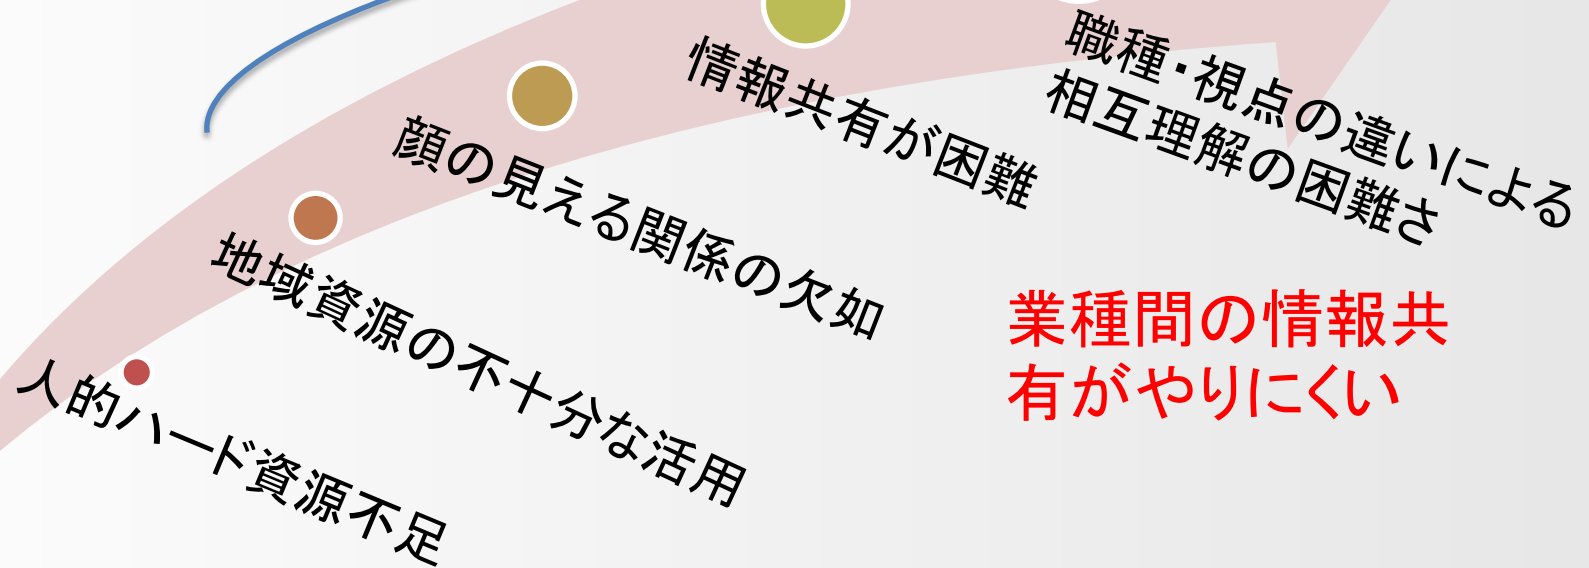 人的ハード資源不足
地域資源の不十分な活用
顔の見える関係の欠如
情報共有が困難
職種・視点の違いによる
相互理解の困難さ
業種間の情報共
有がやりにくい